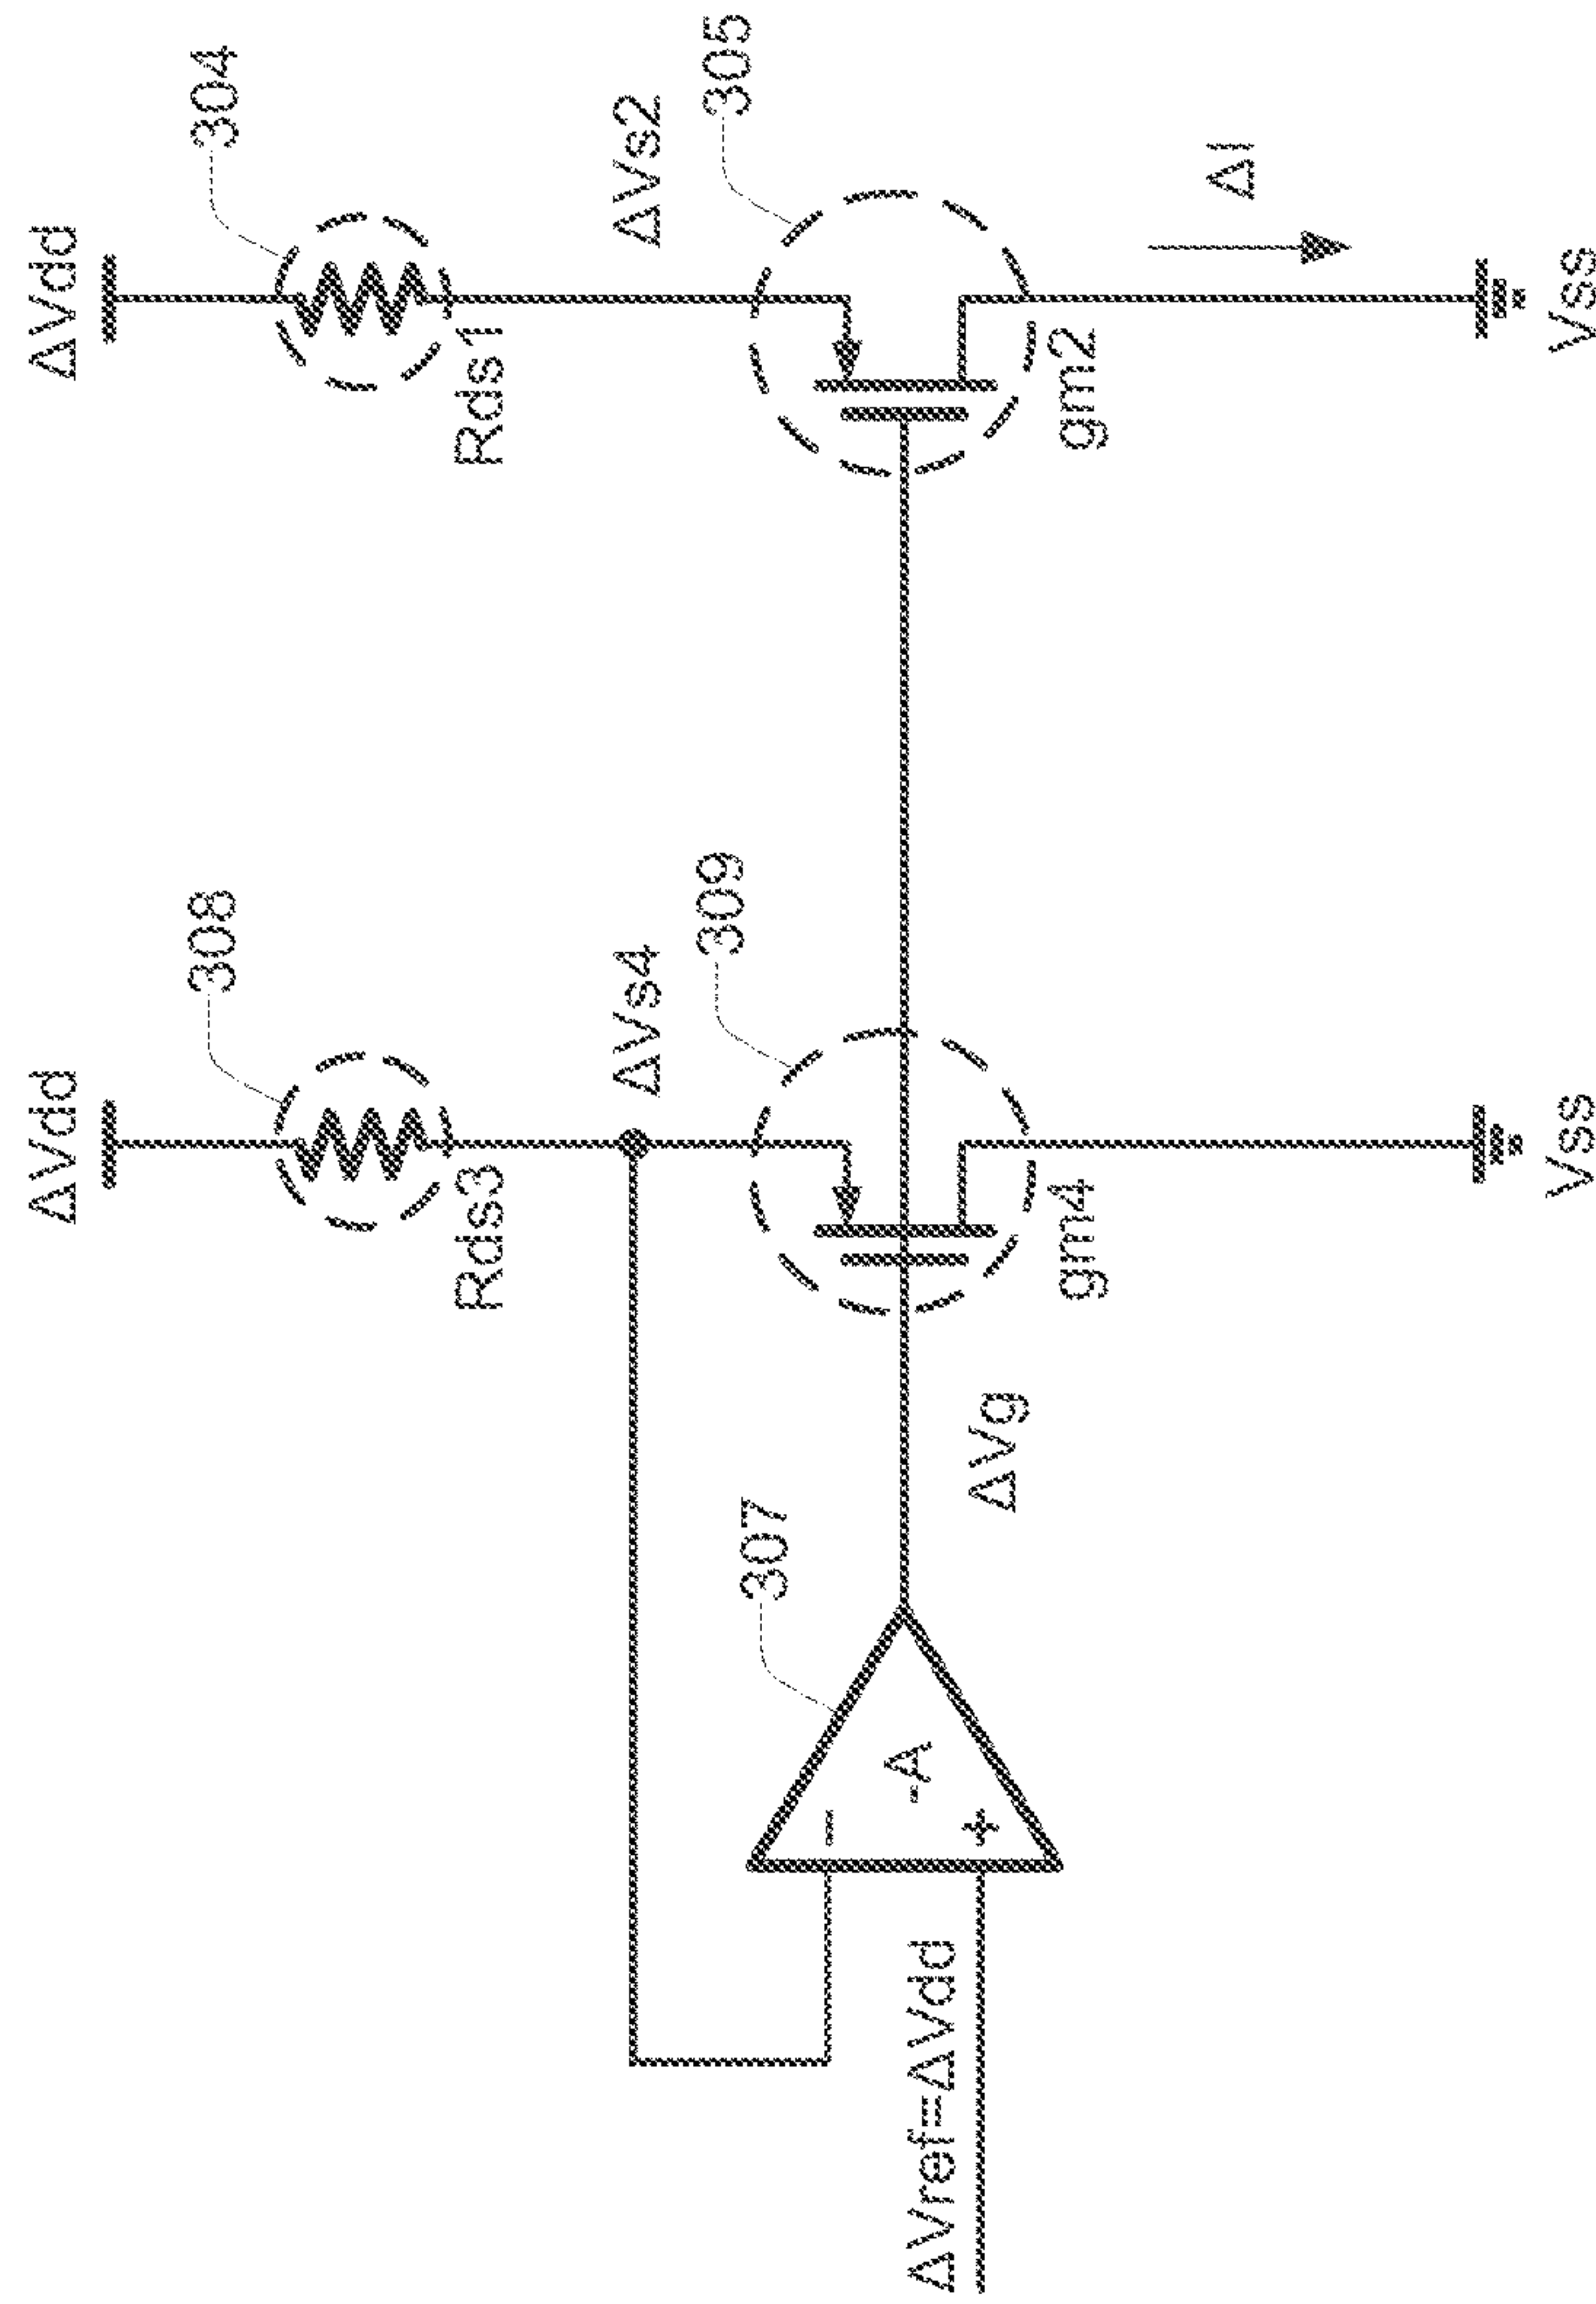 ΔVdd
ΔVdd
308
304
Rds3
Rds1
ΔVs4
ΔVs2
309
305
307
-A
−
+
ΔVref=ΔVdd
ΔVg
gm4
gm2
ΔI
Vss
Vss